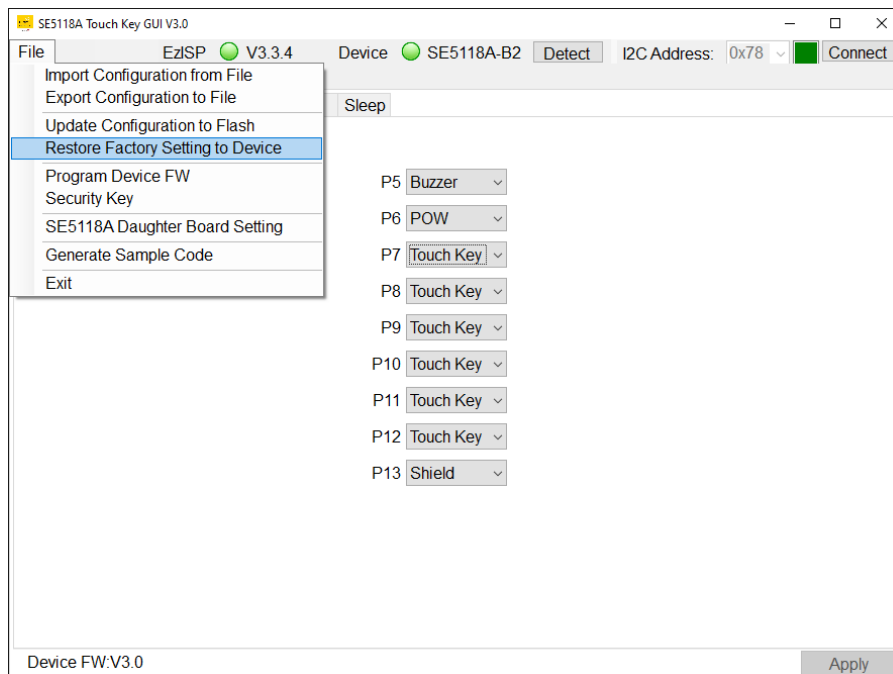 SE5118A Touch Key GUI V3.0
File EzISP V3.3.4 Device SE5118A-B2 Detect I2C Address: 0x78 Connect
Import Configuration from File
Export Configuration to File
Sleep
Update Configuration to Flash
Restore Factory Setting to Device
Program Device FW
Security Key
SE5118A Daughter Board Setting
Generate Sample Code
Exit
P5 Buzzer
P6 POW
P7 Touch Key
P8 Touch Key
P9 Touch Key
P10 Touch Key
P11 Touch Key
P12 Touch Key
P13 Shield
Device FW:V3.0 Apply